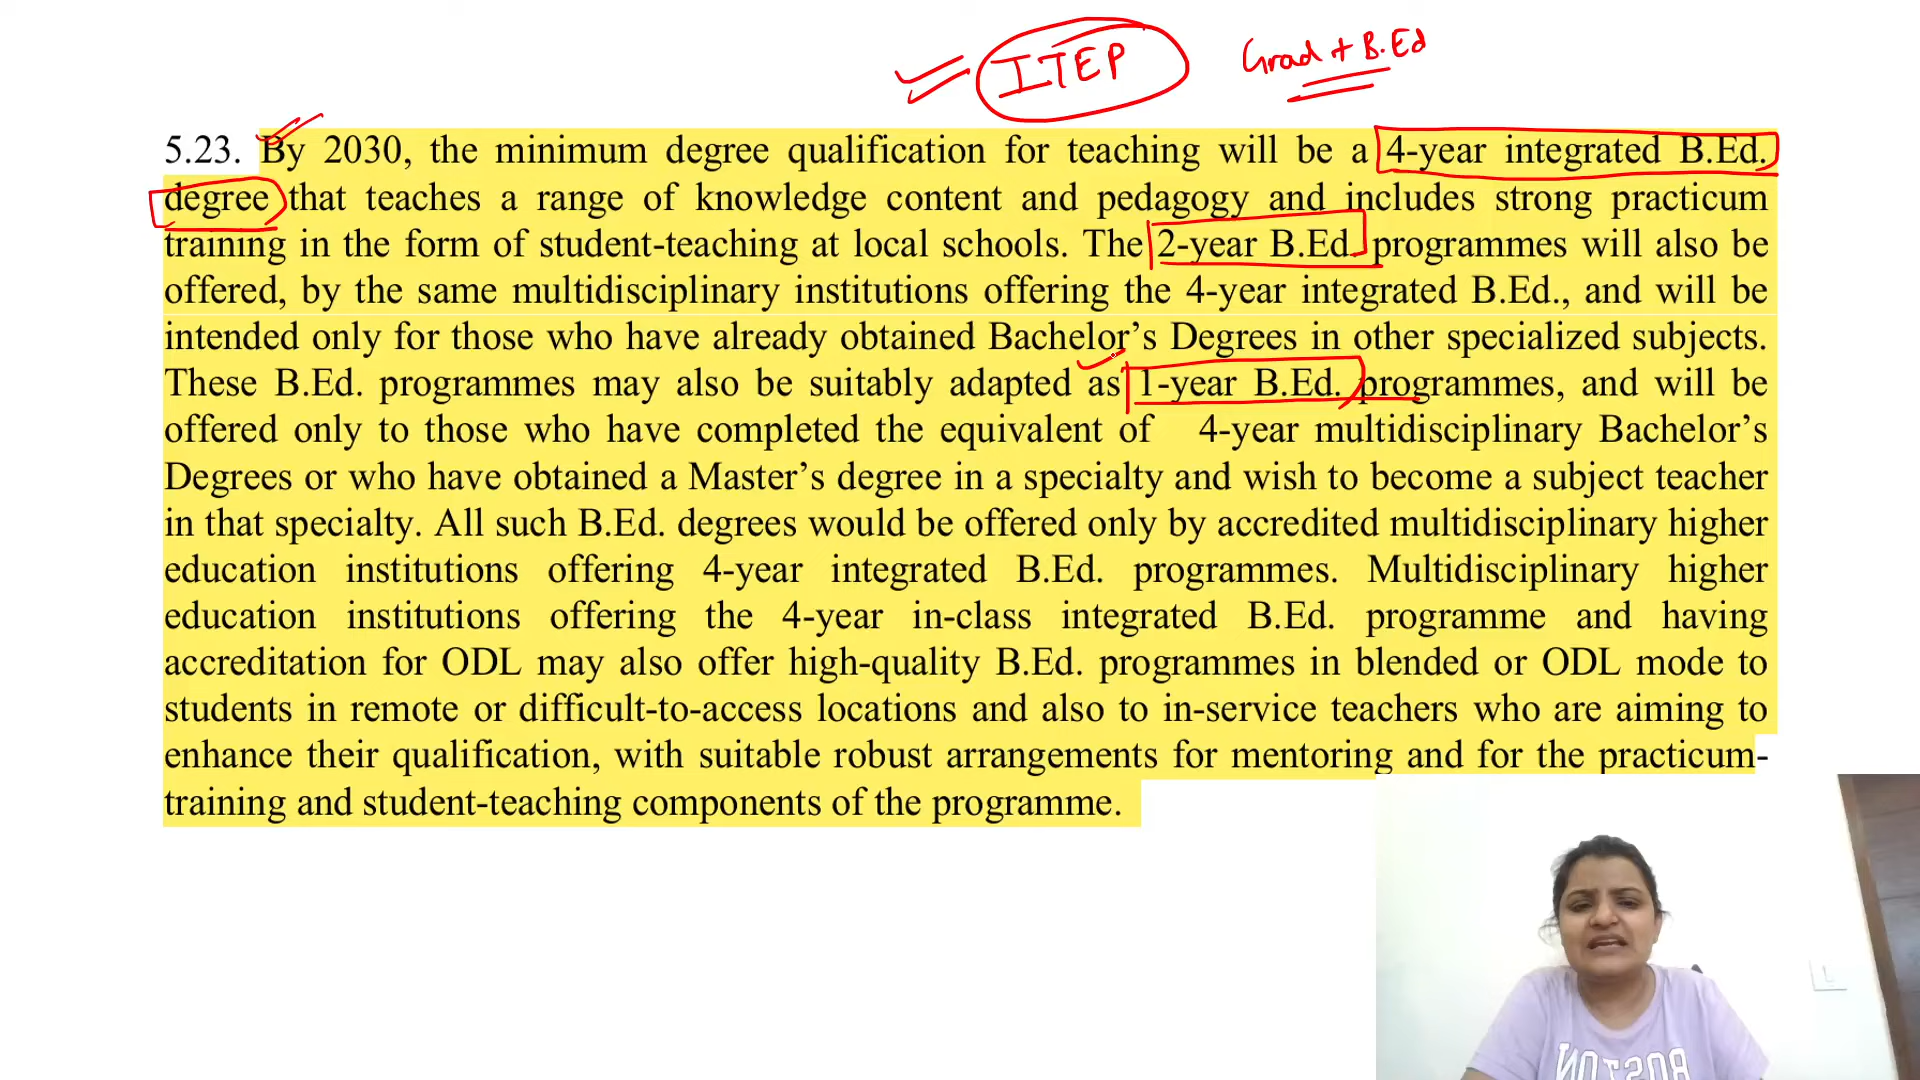 ITEP
Grad + B.Ed
5.23. By 2030, the minimum degree qualification for teaching will be a 4-year integrated B.Ed.
degree that teaches a range of knowledge content and pedagogy and includes strong practicum
training in the form of student-teaching at local schools. The 2-year B.Ed. programmes will also be
offered, by the same multidisciplinary institutions offering the 4-year integrated B.Ed., and will be
intended only for those who have already obtained Bachelor’s Degrees in other specialized subjects.
These B.Ed. programmes may also be suitably adapted as 1-year B.Ed. programmes, and will be
offered only to those who have completed the equivalent of 4-year multidisciplinary Bachelor’s
Degrees or who have obtained a Master’s degree in a specialty and wish to become a subject teacher
in that specialty. All such B.Ed. degrees would be offered only by accredited multidisciplinary higher
education institutions offering 4-year integrated B.Ed. programmes. Multidisciplinary higher
education institutions offering the 4-year in-class integrated B.Ed. programme and having
accreditation for ODL may also offer high-quality B.Ed. programmes in blended or ODL mode to
students in remote or difficult-to-access locations and also to in-service teachers who are aiming to
enhance their qualification, with suitable robust arrangements for mentoring and for the practicum-
training and student-teaching components of the programme.
BOSTON